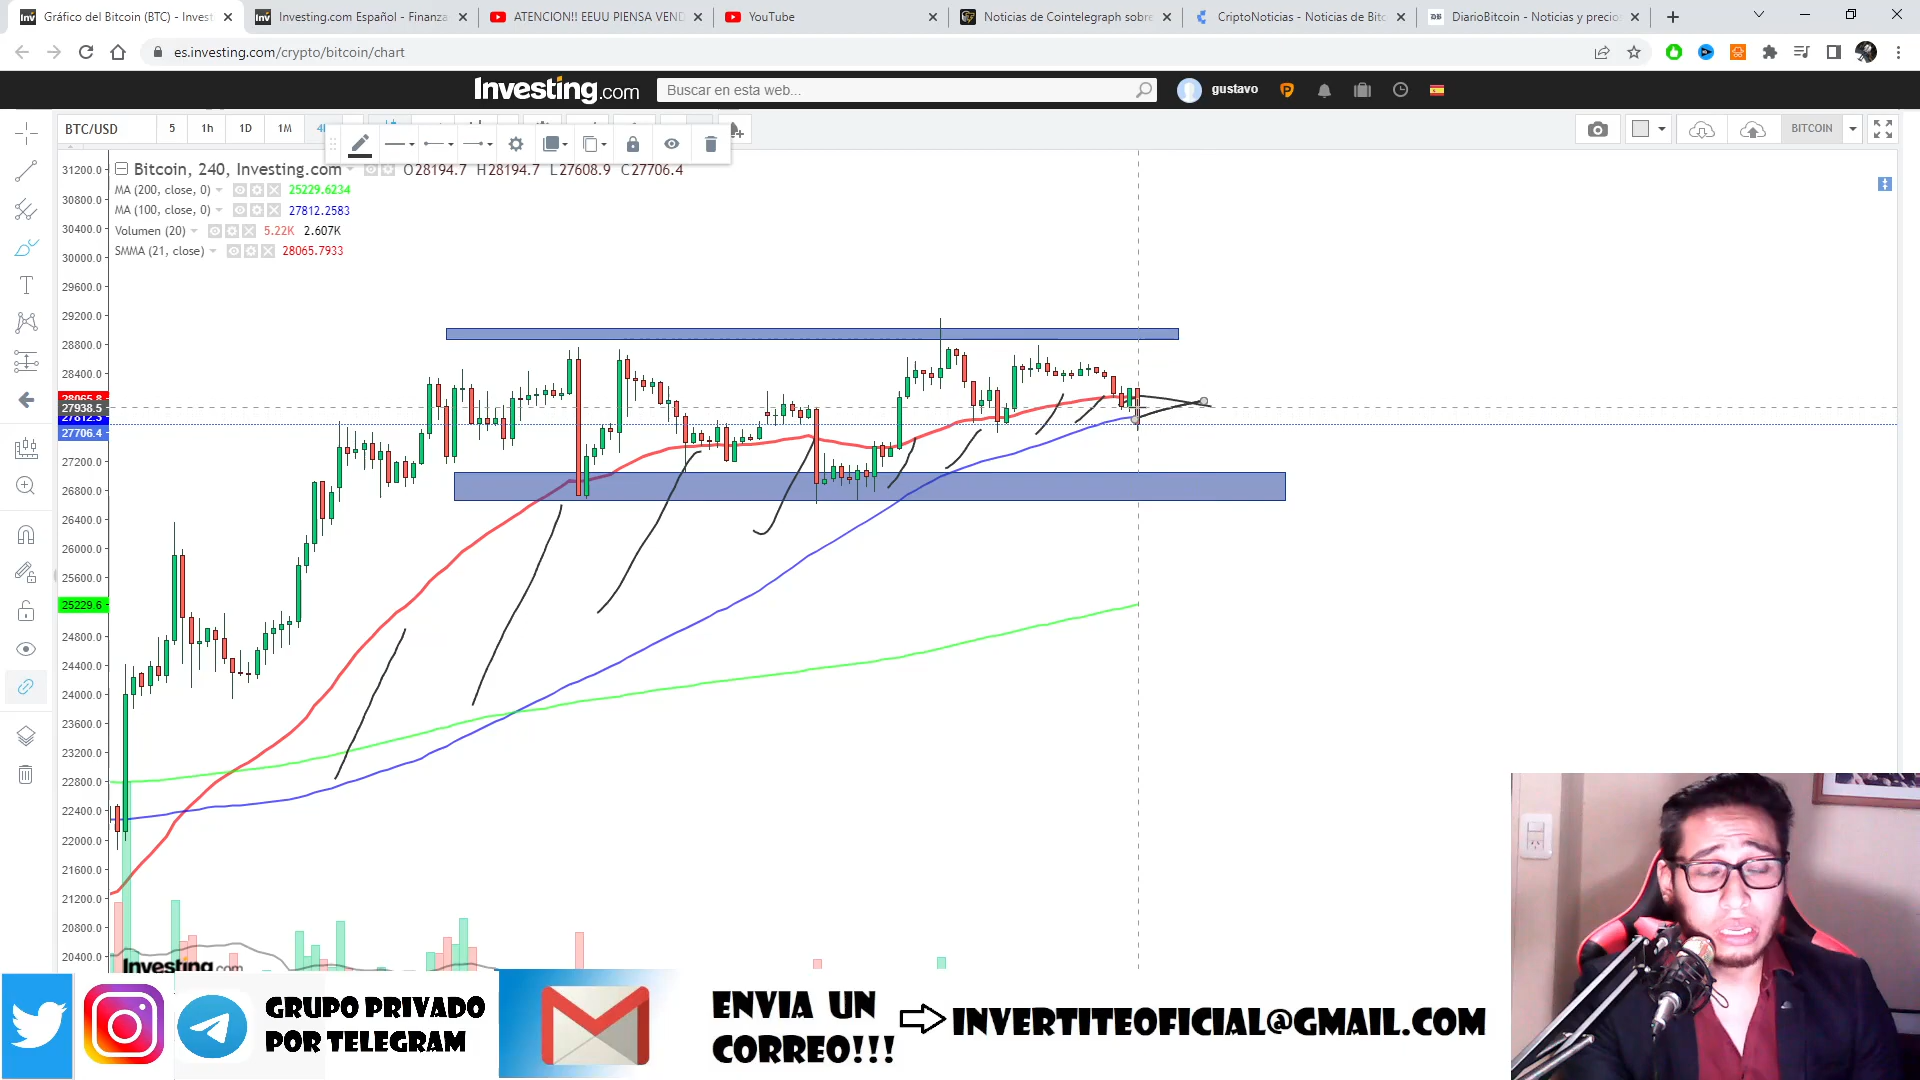 Gráfico del Bitcoin (BTC) - Invest
Investing.com Español - Finanza
ATENCION!! EEUU PIENSA VEND
YouTube
Noticias de Cointelegraph sobre
CriptoNoticias - Noticias de Bitc
DiarioBitcoin - Noticias y precio
es.investing.com/crypto/bitcoin/chart
Investing.com
Buscar en esta web...
gustavo
BTC/USD
5
1h
1D
1M
BITCOIN
Bitcoin, 240, Investing.com
O28194.7 H28194.7 L27608.9 C27706.4
MA (200, close, 0) 25229.6234
MA (100, close, 0) 27812.2583
Volumen (20) 5.22K 2.607K
SMMA (21, close) 28065.7933
31200.0
30800.0
30400.0
30000.0
29600.0
29200.0
28800.0
28400.0
28065.8
27938.5
27812.3
27706.4
27200.0
26800.0
26400.0
26000.0
25600.0
25229.6
24800.0
24400.0
24000.0
23600.0
23200.0
22800.0
22400.0
22000.0
21600.0
21200.0
20800.0
20400.0
Investing.com
GRUPO PRIVADO
POR TELEGRAM
ENVIA UN
CORREO!!!
INVERTITEOFICIAL@GMAIL.COM